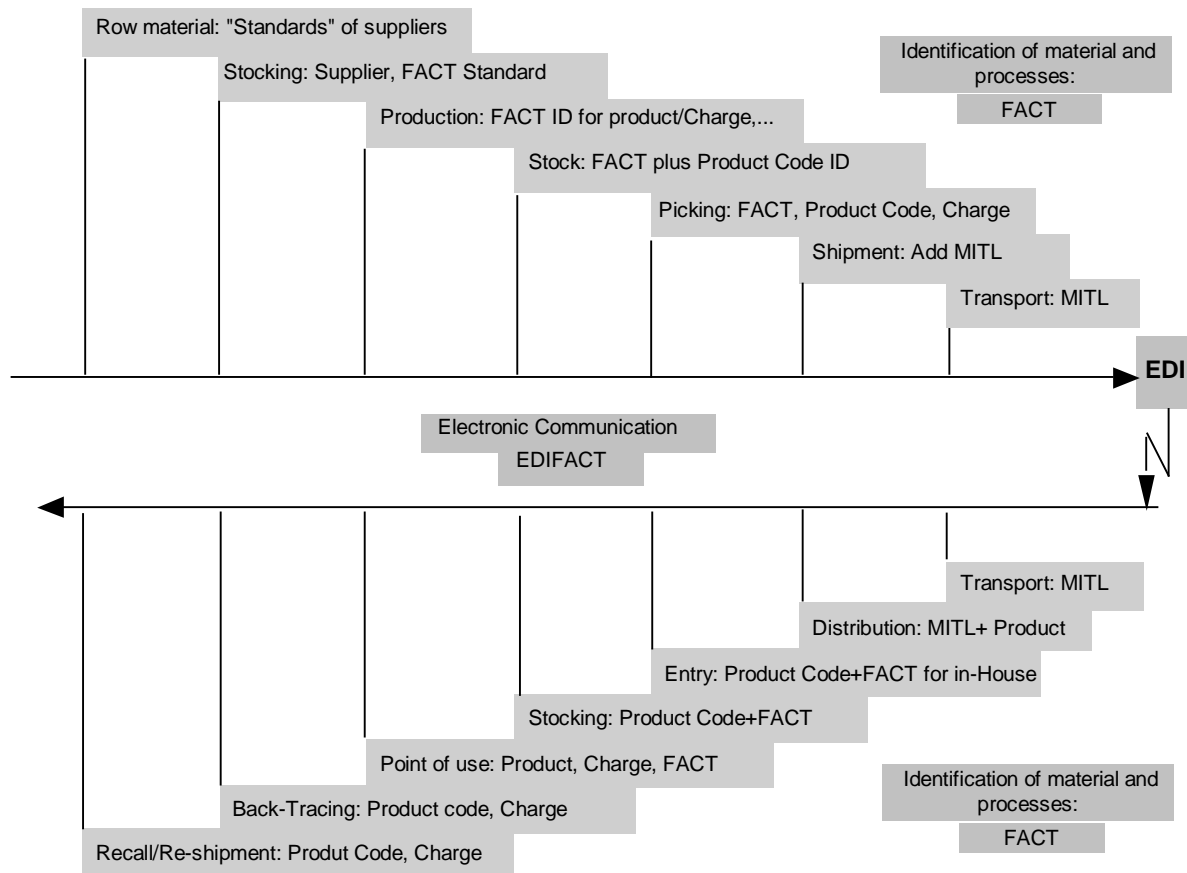 Row material: "Standards" of suppliers
Identification of material and
processes:
FACT
Stocking: Supplier, FACT Standard
Production: FACT ID for product/Charge,...
Stock: FACT plus Product Code ID
Picking: FACT, Product Code, Charge
Shipment: Add MITL
Transport: MITL
EDI
Electronic Communication
EDIFACT
Transport: MITL
Distribution: MITL+ Product
Entry: Product Code+FACT for in-House
Stocking: Product Code+FACT
Point of use: Product, Charge, FACT
Identification of material and
processes:
FACT
Back-Tracing: Product code, Charge
Recall/Re-shipment: Produt Code, Charge